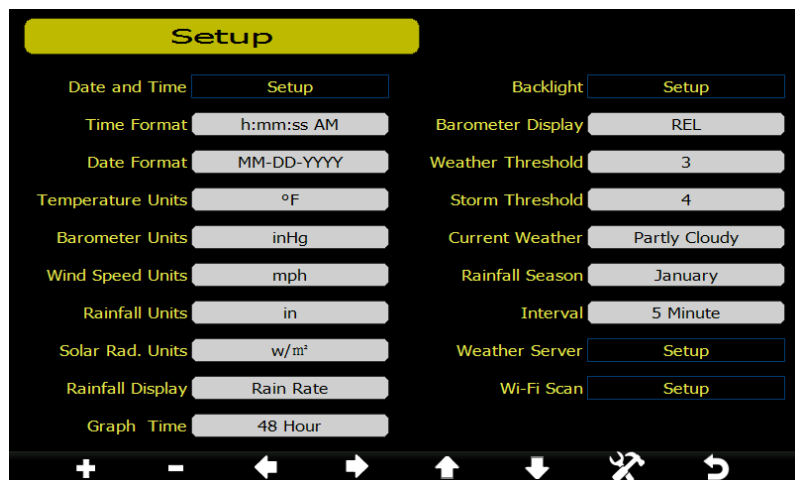 Setup
Date and Time Setup
Time Format h:mm:ss AM
Date Format MM-DD-YYYY
Temperature Units °F
Barometer Units inHg
Wind Speed Units mph
Rainfall Units in
Solar Rad. Units w/m²
Rainfall Display Rain Rate
Graph Time 48 Hour
Backlight Setup
Barometer Display REL
Weather Threshold 3
Storm Threshold 4
Current Weather Partly Cloudy
Rainfall Season January
Interval 5 Minute
Weather Server Setup
Wi-Fi Scan Setup